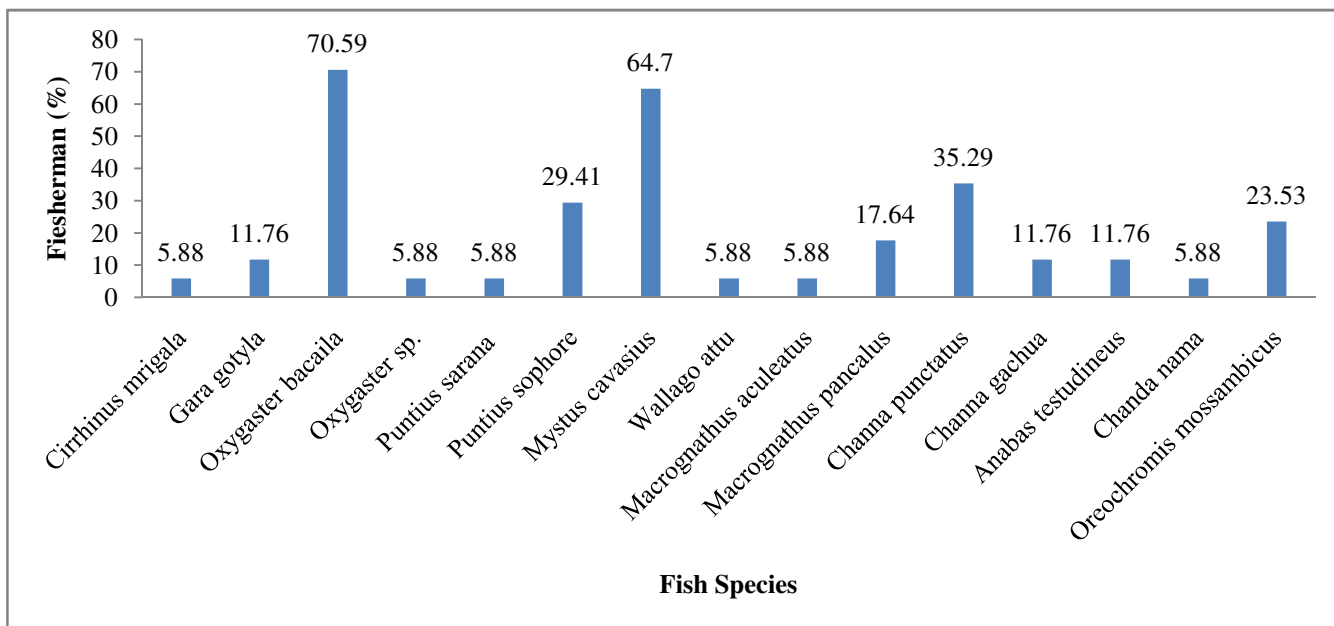 Fiesherman (%)
80
70
60
50
40
30
20
10
0
5.88
11.76
70.59
5.88
5.88
29.41
64.7
5.88
5.88
17.64
35.29
11.76
11.76
5.88
23.53
Cirrhinus mrigala
Gara gotyla
Oxygaster bacaila
Oxygaster sp.
Puntius sarana
Puntius sophore
Mystus cavasius
Wallago attu
Macrognathus aculeatus
Macrognathus pancalus
Channa punctatus
Channa gachua
Anabas testudineus
Chanda nama
Oreochromis mossambicus
Fish Species